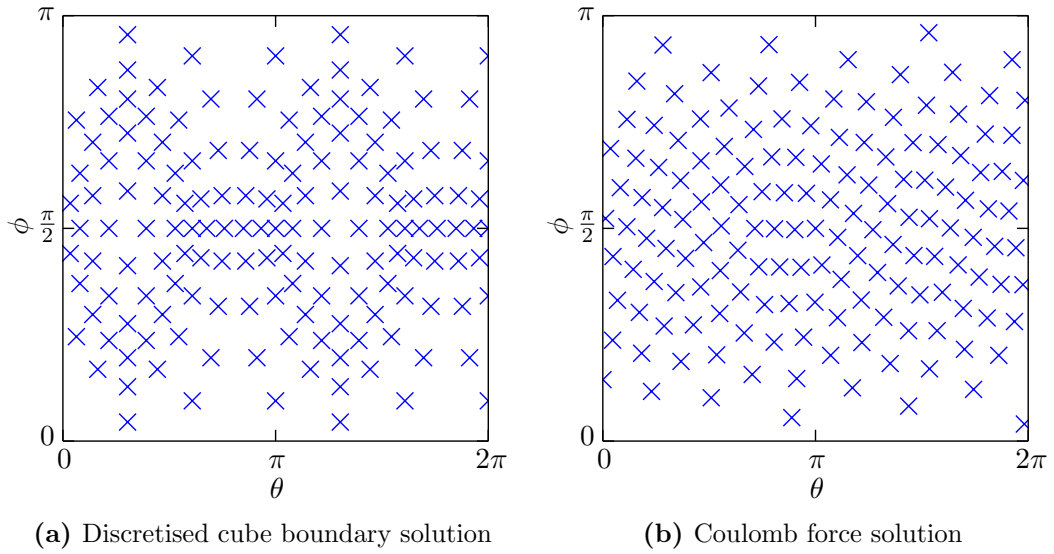 π
π
ϕ
π/2
ϕ
π/2
0
0
0
π
2π
0
π
2π
θ
θ
(a) Discretised cube boundary solution
(b) Coulomb force solution